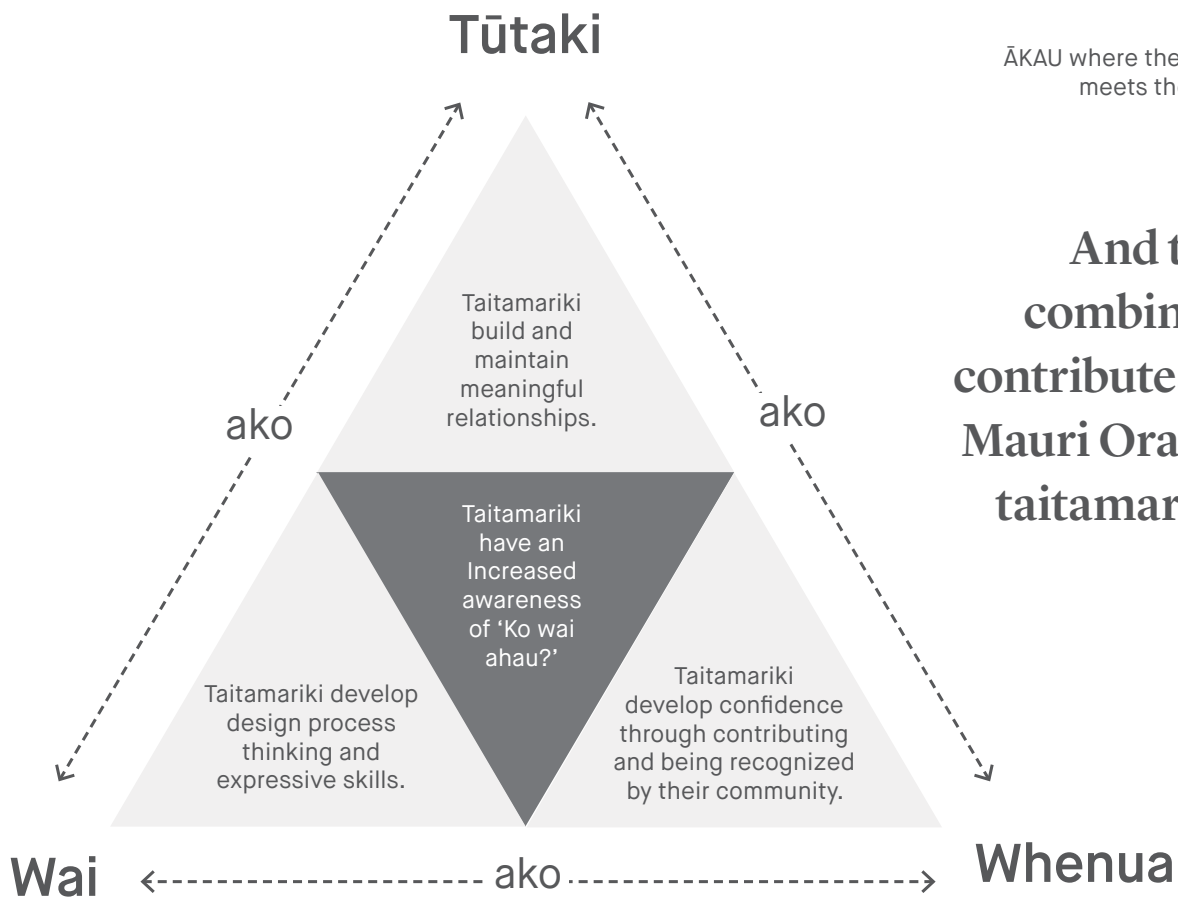 Tūtaki
ĀKAU where the
meets the
And t
combin
contribute
Mauri Ora
taitamar
ako
ako
Taitamariki
build and
maintain
meaningful
relationships.
Taitamariki
have an
Increased
awareness
of ‘Ko wai
ahau?’
Taitamariki develop
design process
thinking and
expressive skills.
Taitamariki
develop confidence
through contributing
and being recognized
by their community.
Wai
ako
Whenua